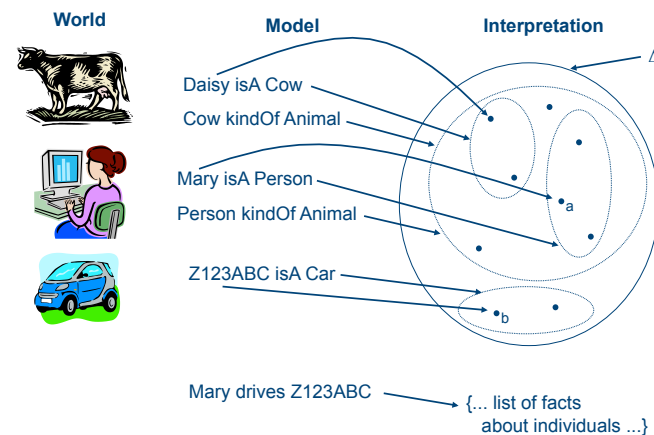 World
Model
Interpretation
Daisy isA Cow
Cow kindOf Animal
Mary isA Person
Person kindOf Animal
Z123ABC isA Car
a
b
Mary drives Z123ABC
{... list of facts
about individuals ...}